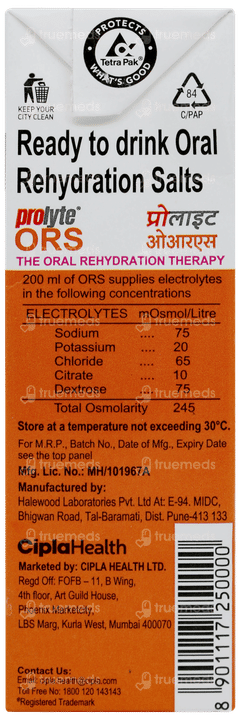 PROTECTS
Tetra Pak
WHAT'S GOOD
KEEP YOUR
CITY CLEAN
84
C/PAP
Ready to drink Oral
Rehydration Salts
prolyte® प्रोलाइट
ORS ओआरएस
THE ORAL REHYDRATION THERAPY
200 ml of ORS supplies electrolytes
in the following concentrations
ELECTROLYTES mOsmol/Litre
Sodium .... 75
Potassium .... 20
Chloride .... 65
Citrate .... 10
Dextrose .... 75
Total Osmolarity 245
Store at a temperature not exceeding 30°C.
For M.R.P., Batch No., Date of Mfg., Expiry Date
see the top panel
Mfg. Lic. No.: MH/101967A
Manufactured by:
Halewood Laboratories Pvt. Ltd At: E-94. MIDC,
Bhigwan Road, Tal-Baramati, Dist. Pune-413 133
CiplaHealth
Marketed by: CIPLA HEALTH LTD.
Regd Off: FOFB – 11, B Wing,
4th floor, Art Guild House,
Phoenix Marketcity,
LBS Marg, Kurla West, Mumbai 400070
Contact Us:
Email:
Toll Free No: 1800 120 143143
®Registered Trademark
8901117250000
truemeds